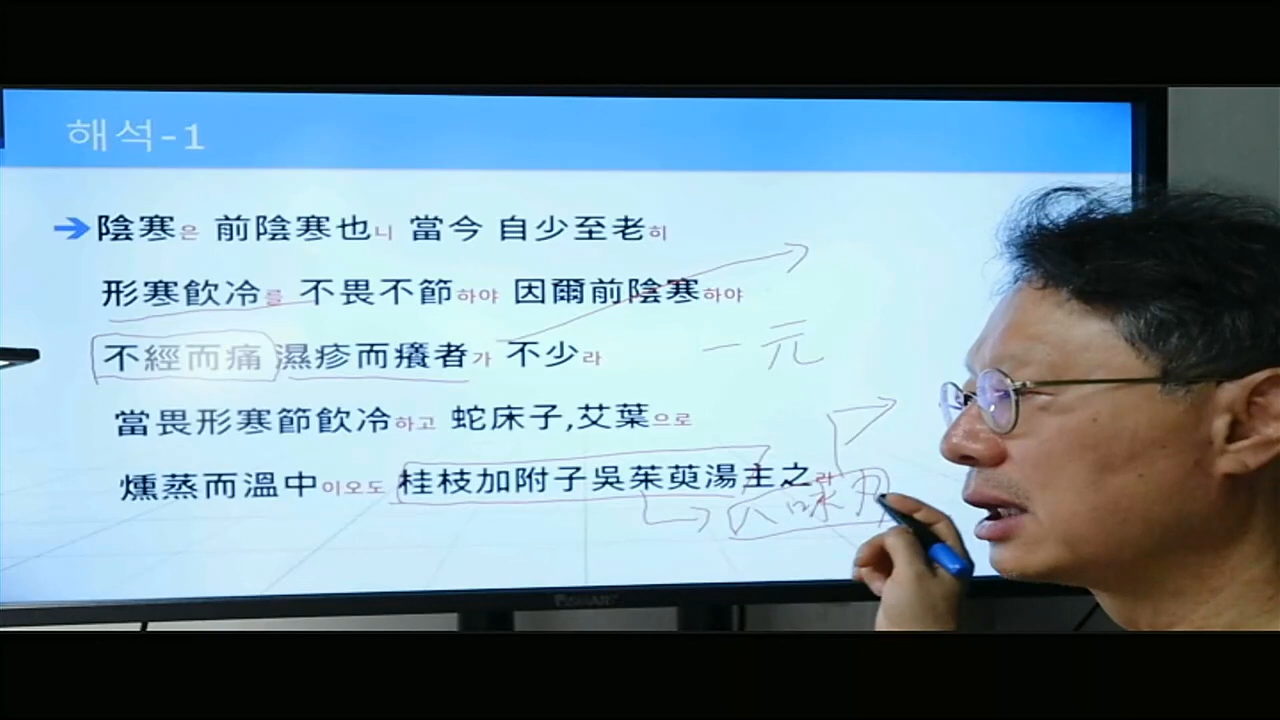 해석-1
陰寒은 前陰寒也니 當今 自少至老히
形寒飮冷를 不畏不節하야 因爾前陰寒하야
不經而痛 濕疹而癢者가 不少라
一元
當畏形寒節飮冷하고 蛇床子,艾葉으로
燻蒸而溫中이오도 桂枝加附子吳茱萸湯主之라
八味